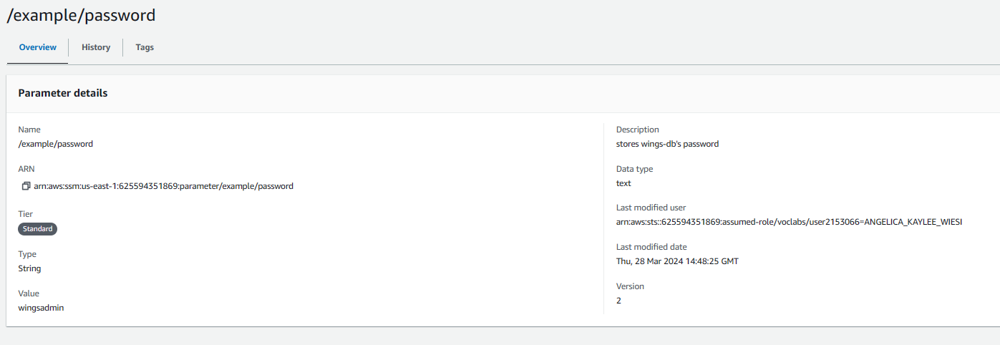 /example/password
Overview
History
Tags
Parameter details
Name
/example/password
ARN
arn:aws:ssm:us-east-1:625594351869:parameter/example/password
Tier
Standard
Type
String
Value
wingsadmin
Description
stores wings-db's password
Data type
text
Last modified user
arn:aws:sts::625594351869:assumed-role/voclabs/user2153066=ANGELICA_KAYLEE_WIESI
Last modified date
Thu, 28 Mar 2024 14:48:25 GMT
Version
2